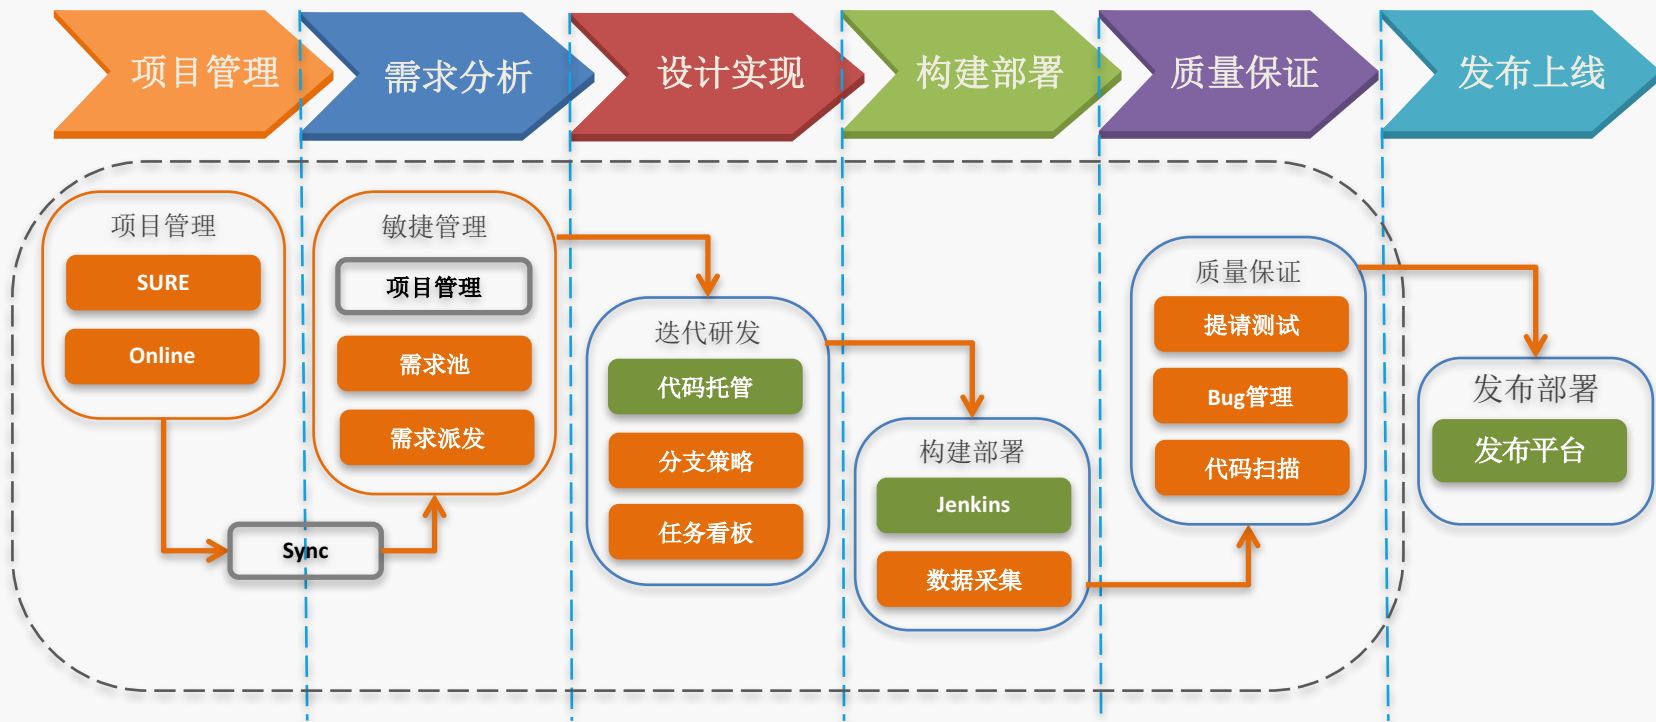 项目管理
需求分析
设计实现
构建部署
质量保证
发布上线
项目管理
SURE
Online
Sync
敏捷管理
项目管理
需求池
需求派发
迭代研发
代码托管
分支策略
任务看板
构建部署
Jenkins
数据采集
质量保证
提请测试
Bug管理
代码扫描
发布部署
发布平台